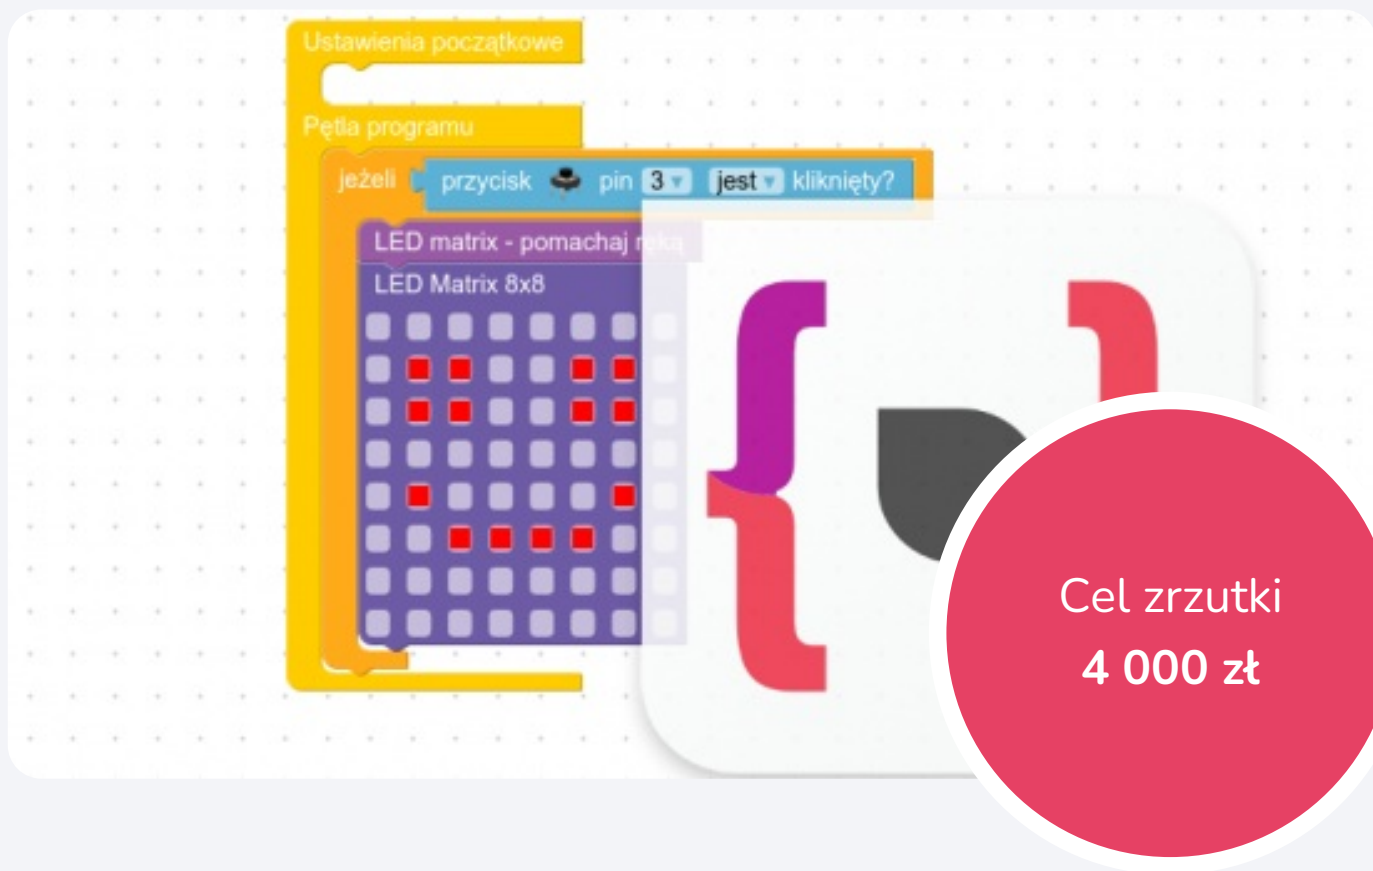 Ustawienia początkowe
Pętla programu
jeżeli przycisk pin 3 jest kliknięty?
LED matrix - pomachaj ręką
LED Matrix 8x8
Cel zrzutki
4 000 zł